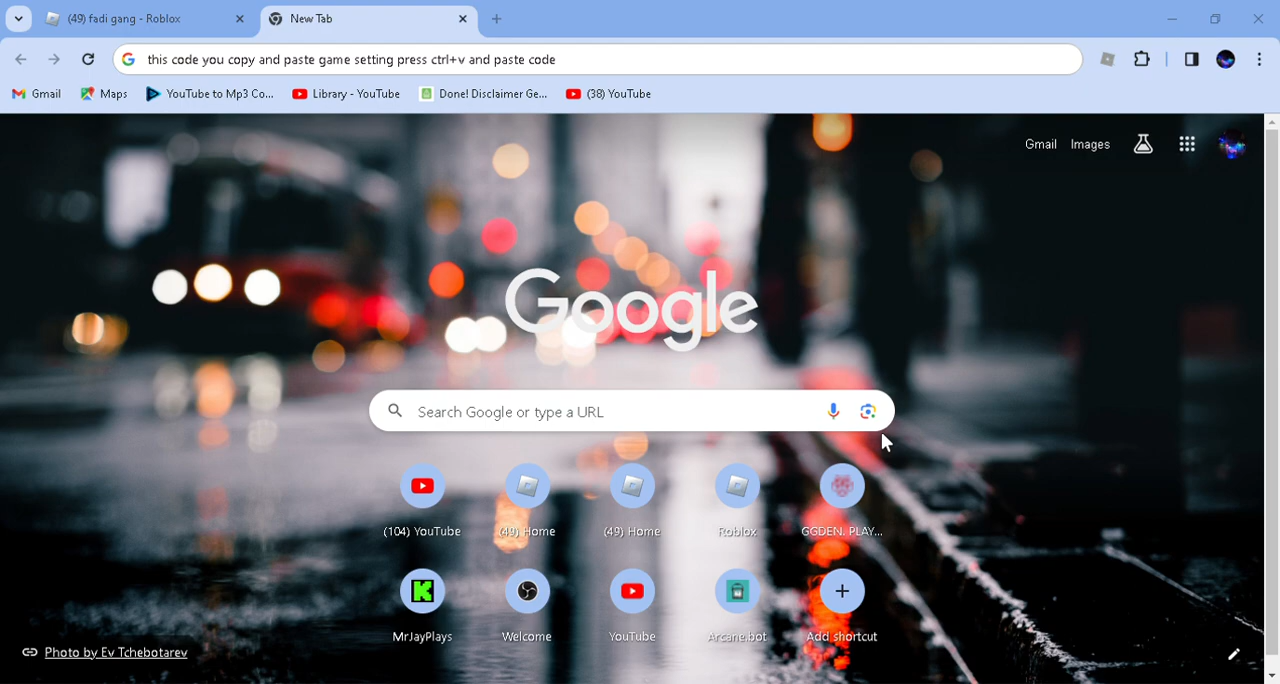 (49) fadi gang - Roblox
New Tab
this code you copy and paste game setting press ctrl+v and paste code
Gmail
Maps
YouTube to Mp3 Co...
Library - YouTube
Done! Disclaimer Ge...
(38) YouTube
Gmail
Images
Google
Search Google or type a URL
(104) YouTube
(49) Home
(49) Home
Roblox
GGDEN. PLAY...
MrJayPlays
Welcome
YouTube
Arcane.bot
Add shortcut
Photo by Ev Tchebotarev